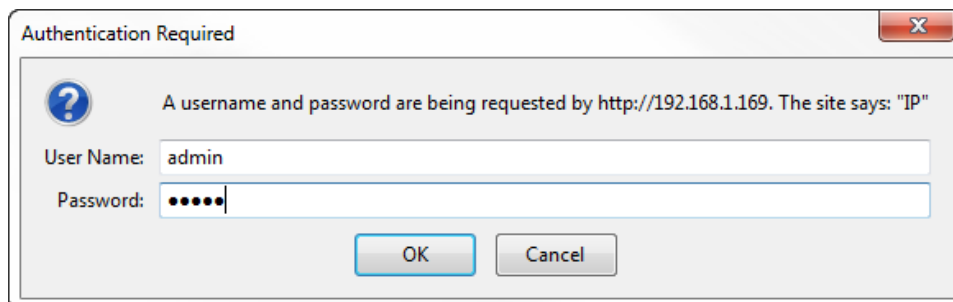 Authentication Required
A username and password are being requested by http://192.168.1.169. The site says: "IP"
User Name: admin
Password: •••••
OK Cancel